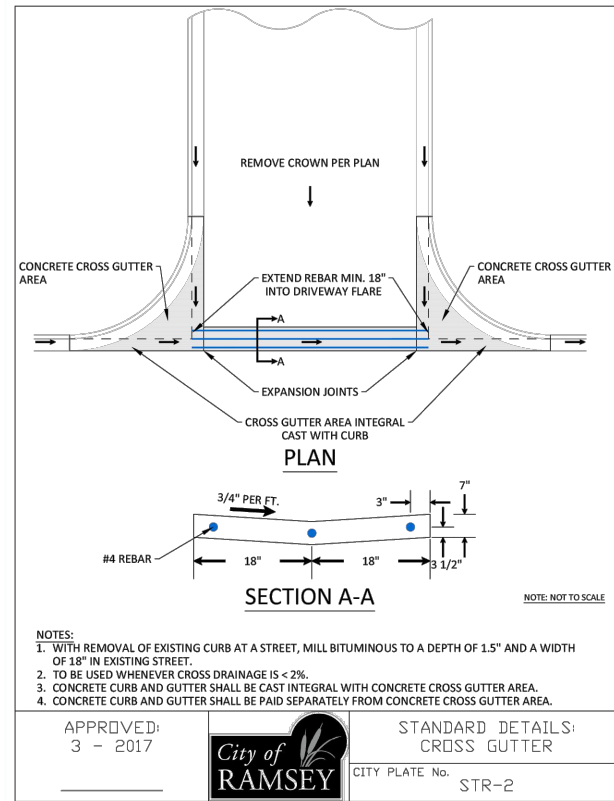 REMOVE CROWN PER PLAN
CONCRETE CROSS GUTTER
AREA
EXTEND REBAR MIN. 18"
INTO DRIVEWAY FLARE
CONCRETE CROSS GUTTER
AREA
A
A
EXPANSION JOINTS
CROSS GUTTER AREA INTEGRAL
CAST WITH CURB
PLAN
3/4" PER FT.
3"
7"
#4 REBAR
18"
18"
3 1/2"
SECTION A-A
NOTE: NOT TO SCALE
NOTES:
1. WITH REMOVAL OF EXISTING CURB AT A STREET, MILL BITUMINOUS TO A DEPTH OF 1.5" AND A WIDTH
OF 18" IN EXISTING STREET.
2. TO BE USED WHENEVER CROSS DRAINAGE IS < 2%.
3. CONCRETE CURB AND GUTTER SHALL BE CAST INTEGRAL WITH CONCRETE CROSS GUTTER AREA.
4. CONCRETE CURB AND GUTTER SHALL BE PAID SEPARATELY FROM CONCRETE CROSS GUTTER AREA.
APPROVED:
3 - 2017
City of
RAMSEY
STANDARD DETAILS:
CROSS GUTTER
CITY PLATE No.
STR-2